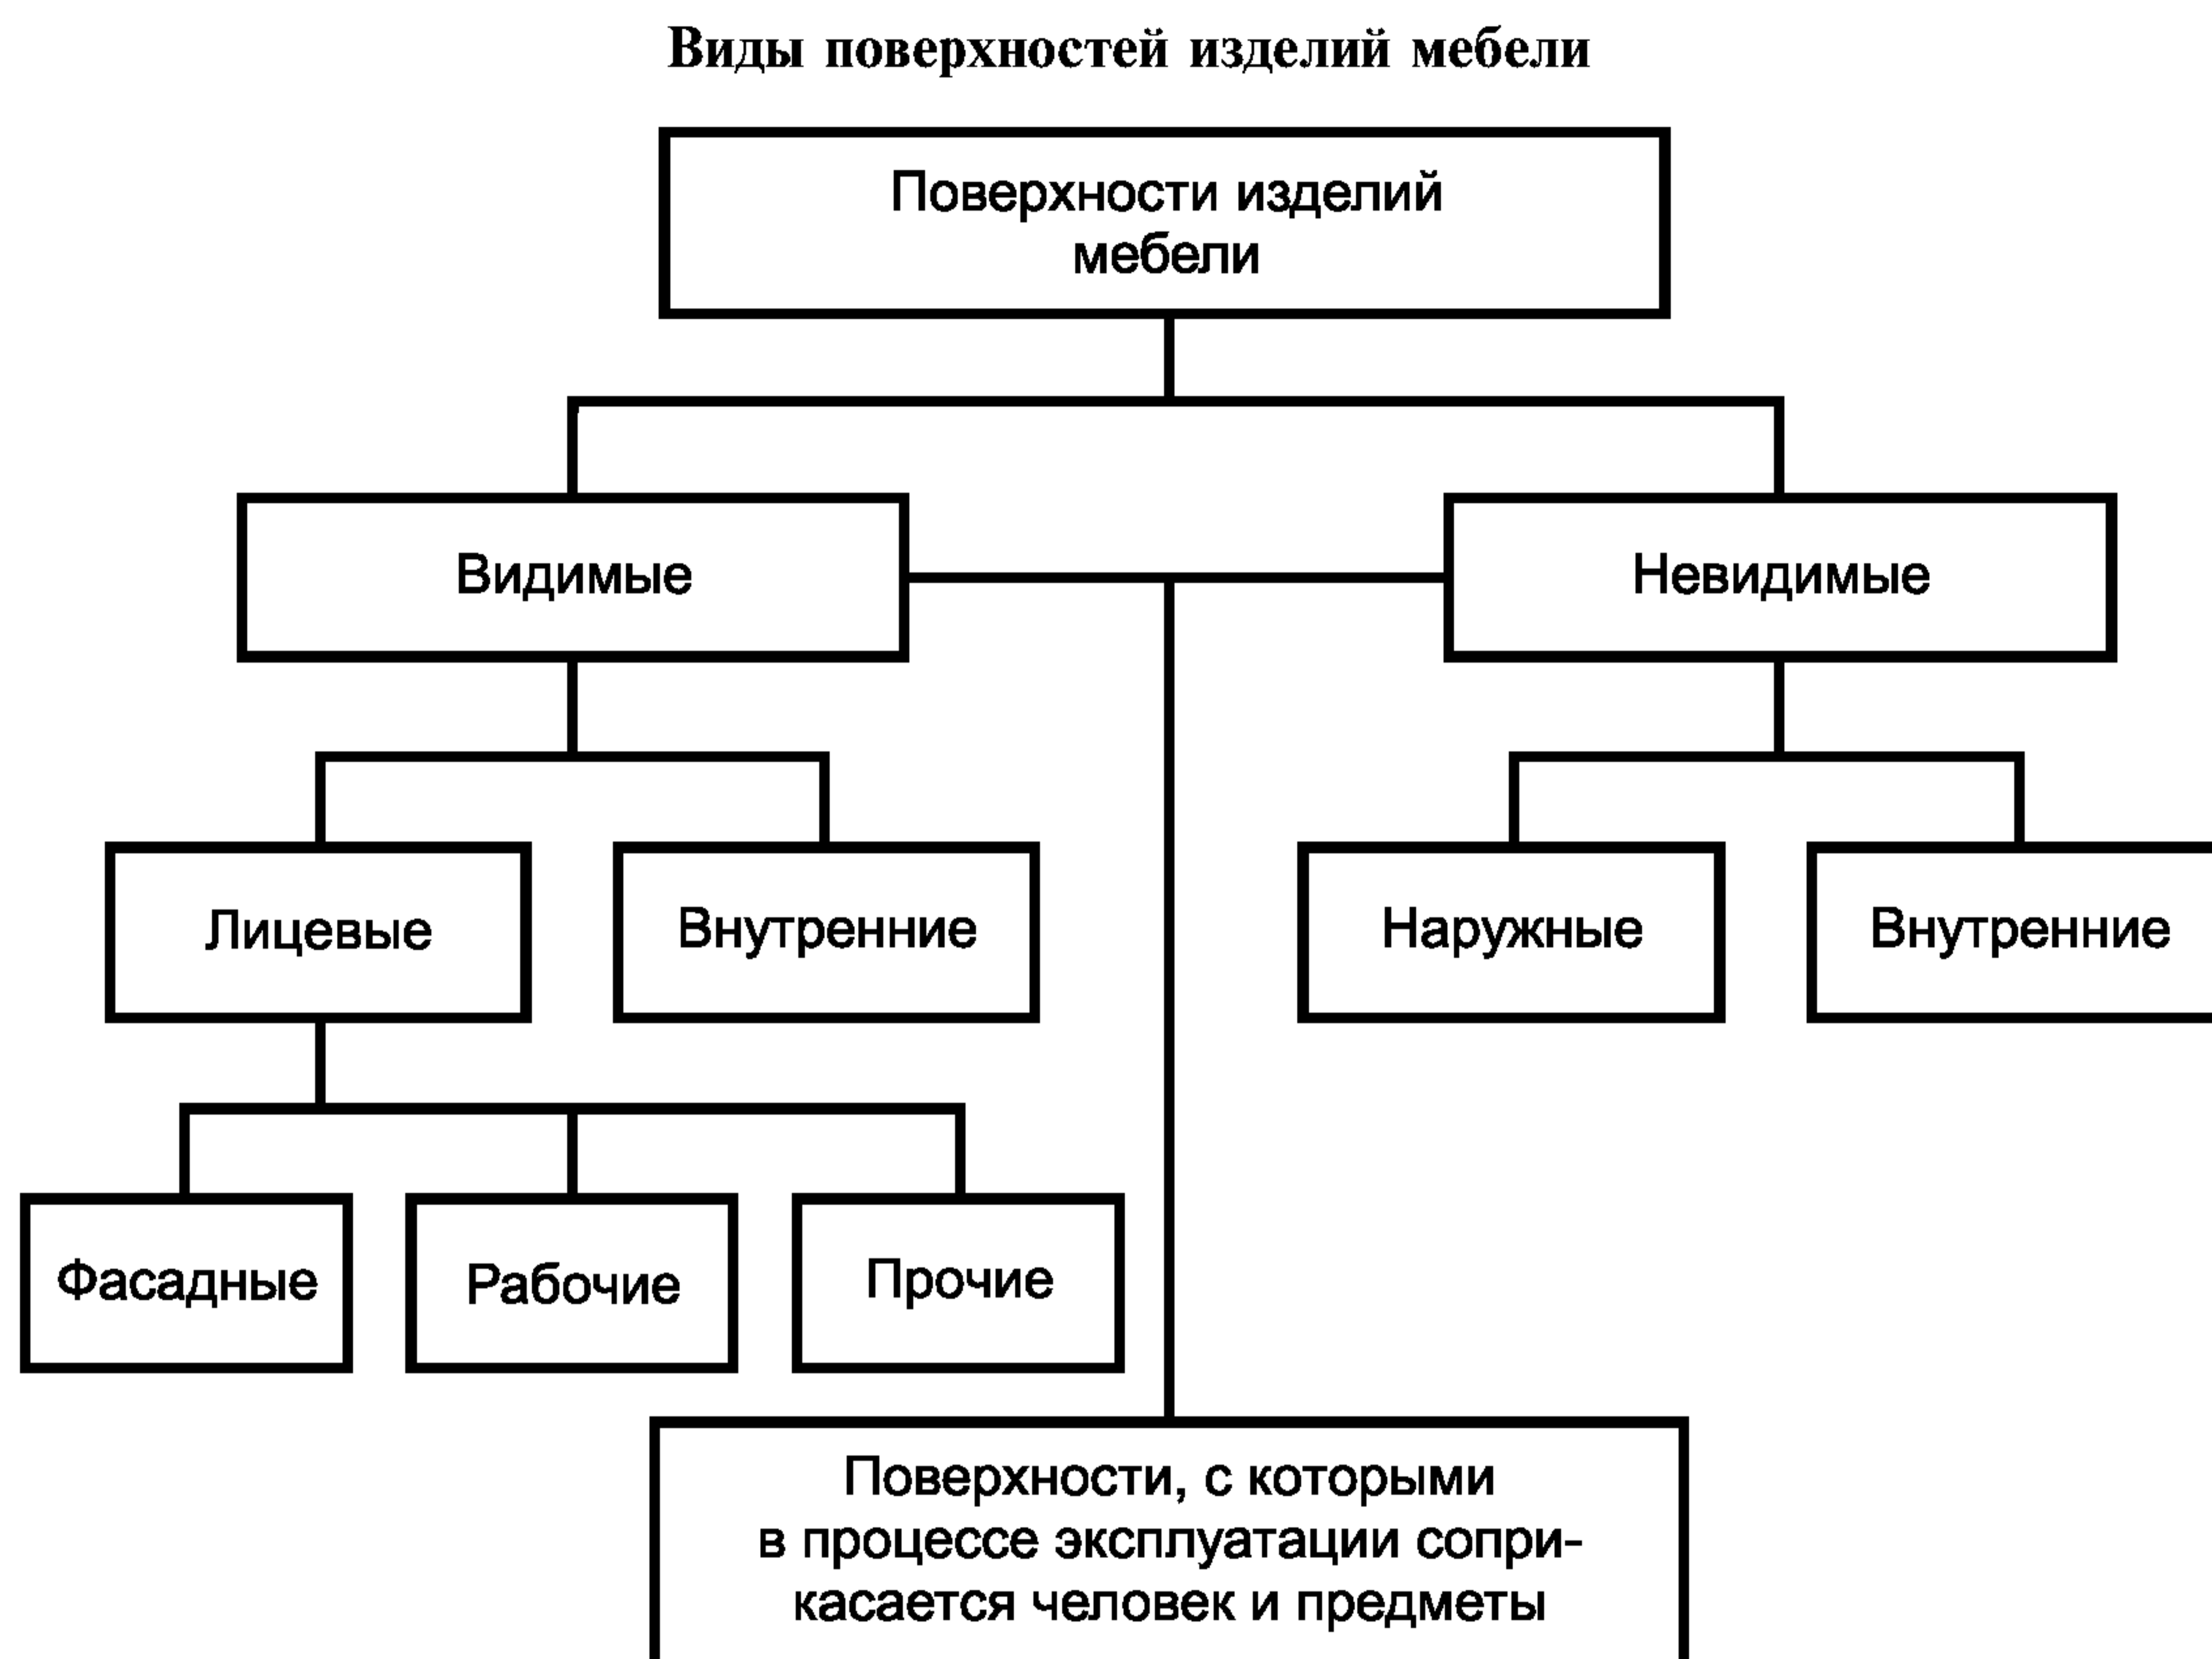 Виды поверхностей изделий мебели
Поверхности изделий
мебели
Видимые
Невидимые
Лицевые
Внутренние
Наружные
Внутренние
Фасадные
Рабочие
Прочие
Поверхности, с которыми
в процессе эксплуатации сопри-
касается человек и предметы